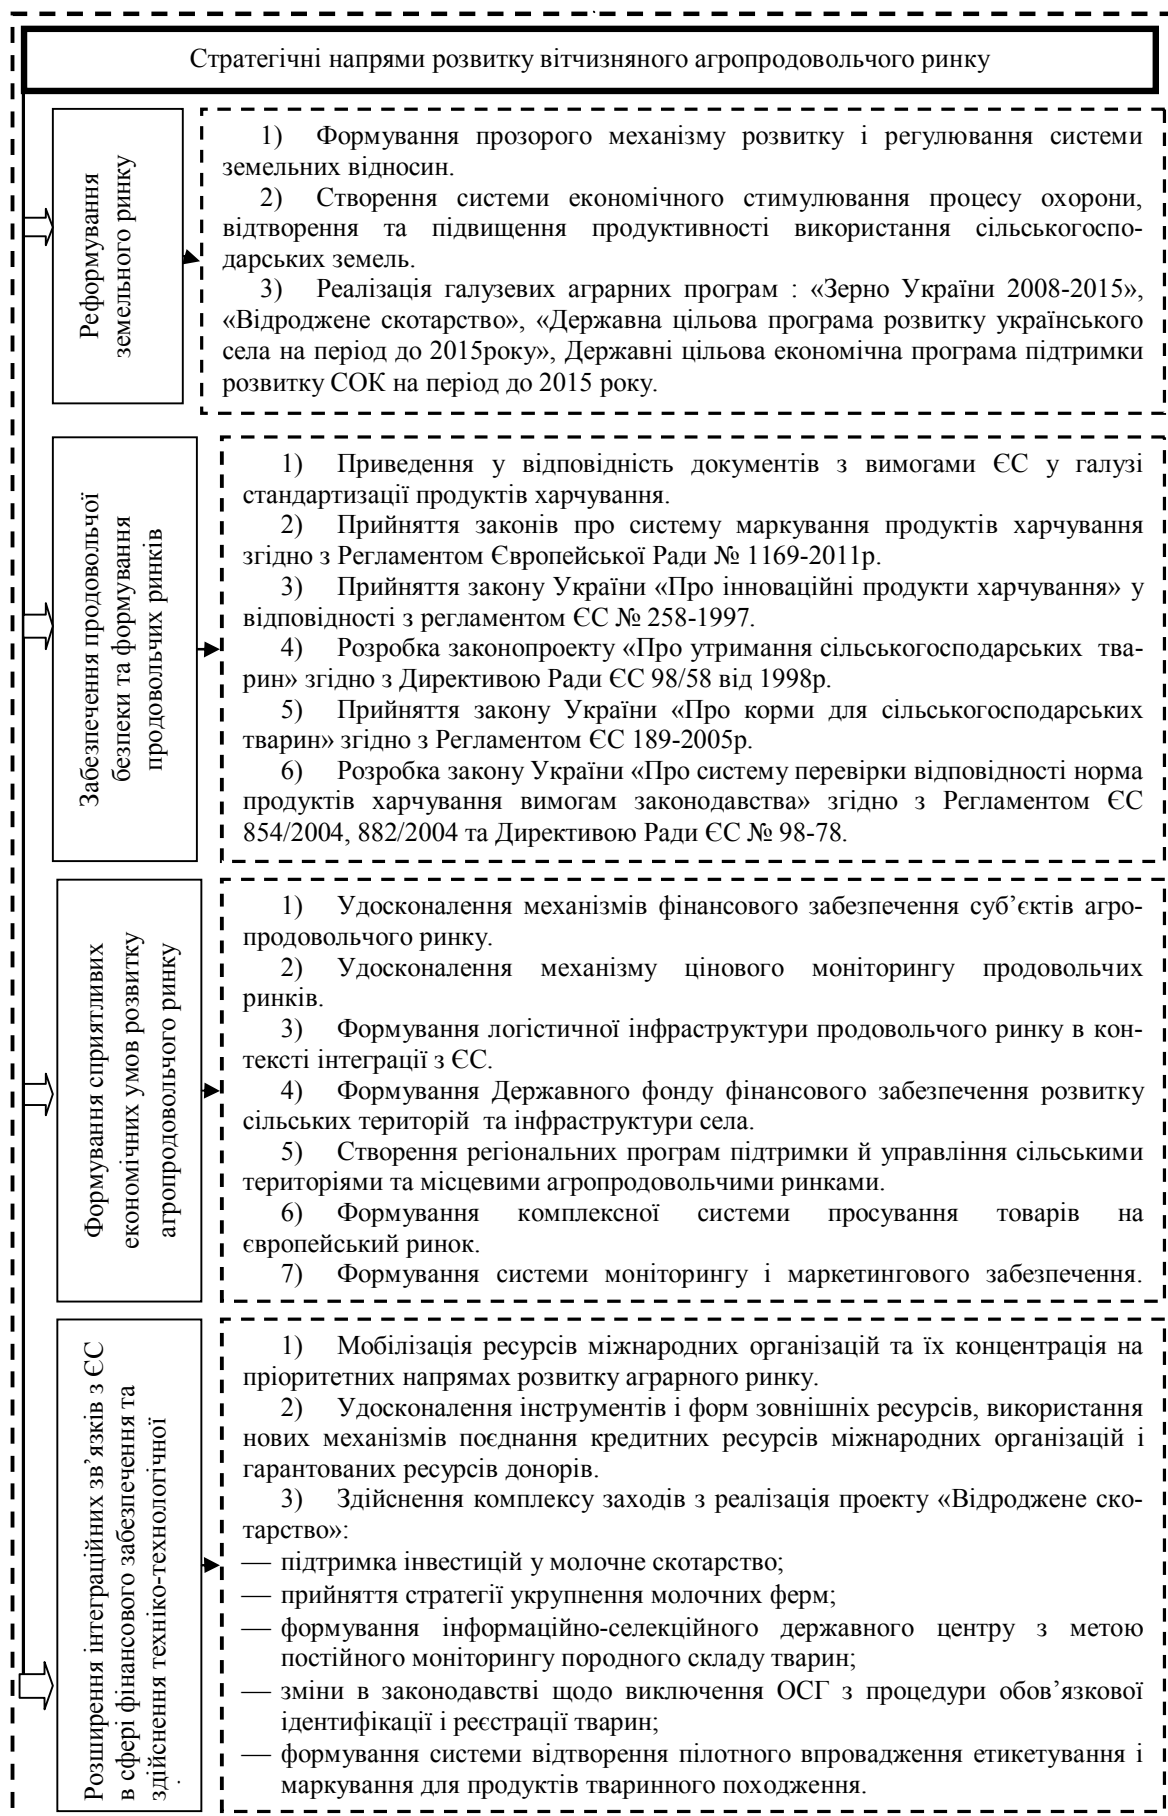 Стратегічні напрями розвитку вітчизняного агропродовольчого ринку
Реформування
земельного ринку
1) Формування прозорого механізму розвитку і регулювання системи
земельних відносин.
2) Створення системи економічного стимулювання процесу охорони,
відтворення та підвищення продуктивності використання сільськогоспо-
дарських земель.
3) Реалізація галузевих аграрних програм : «Зерно України 2008-2015»,
«Відроджене скотарство», «Державна цільова програма розвитку українського
села на період до 2015року», Державні цільова економічна програма підтримки
розвитку СОК на період до 2015 року.
Забезпечення продовольчої
безпеки та формування
продовольчих ринків
1) Приведення у відповідність документів з вимогами ЄС у галузі
стандартизації продуктів харчування.
2) Прийняття законів про систему маркування продуктів харчування
згідно з Регламентом Європейської Ради № 1169-2011р.
3) Прийняття закону України «Про інноваційні продукти харчування» у
відповідності з регламентом ЄС № 258-1997.
4) Розробка законопроекту «Про утримання сільськогосподарських тва-
рин» згідно з Директивою Ради ЄС 98/58 від 1998р.
5) Прийняття закону України «Про корми для сільськогосподарських
тварин» згідно з Регламентом ЄС 189-2005р.
6) Розробка закону України «Про систему перевірки відповідності норма
продуктів харчування вимогам законодавства» згідно з Регламентом ЄС
854/2004, 882/2004 та Директивою Ради ЄС № 98-78.
Формування сприятливих
економічних умов розвитку
агропродовольчого ринку
1) Удосконалення механізмів фінансового забезпечення суб’єктів агро-
продовольчого ринку.
2) Удосконалення механізму цінового моніторингу продовольчих
ринків.
3) Формування логістичної інфраструктури продовольчого ринку в кон-
тексті інтеграції з ЄС.
4) Формування Державного фонду фінансового забезпечення розвитку
сільських територій та інфраструктури села.
5) Створення регіональних програм підтримки й управління сільськими
територіями та місцевими агропродовольчими ринками.
6) Формування комплексної системи просування товарів на
європейський ринок.
7) Формування системи моніторингу і маркетингового забезпечення.
Розширення інтеграційних зв’язків з ЄС
в сфері фінансового забезпечення та
здійснення техніко-технологічної
1) Мобілізація ресурсів міжнародних організацій та їх концентрація на
пріоритетних напрямах розвитку аграрного ринку.
2) Удосконалення інструментів і форм зовнішніх ресурсів, використання
нових механізмів поєднання кредитних ресурсів міжнародних організацій і
гарантованих ресурсів донорів.
3) Здійснення комплексу заходів з реалізація проекту «Відроджене ско-
тарство»:
— підтримка інвестицій у молочне скотарство;
— прийняття стратегії укрупнення молочних ферм;
— формування інформаційно-селекційного державного центру з метою
постійного моніторингу породного складу тварин;
— зміни в законодавстві щодо виключення ОСГ з процедури обов’язкової
ідентифікації і реєстрації тварин;
— формування системи відтворення пілотного впровадження етикетування і
маркування для продуктів тваринного походження.